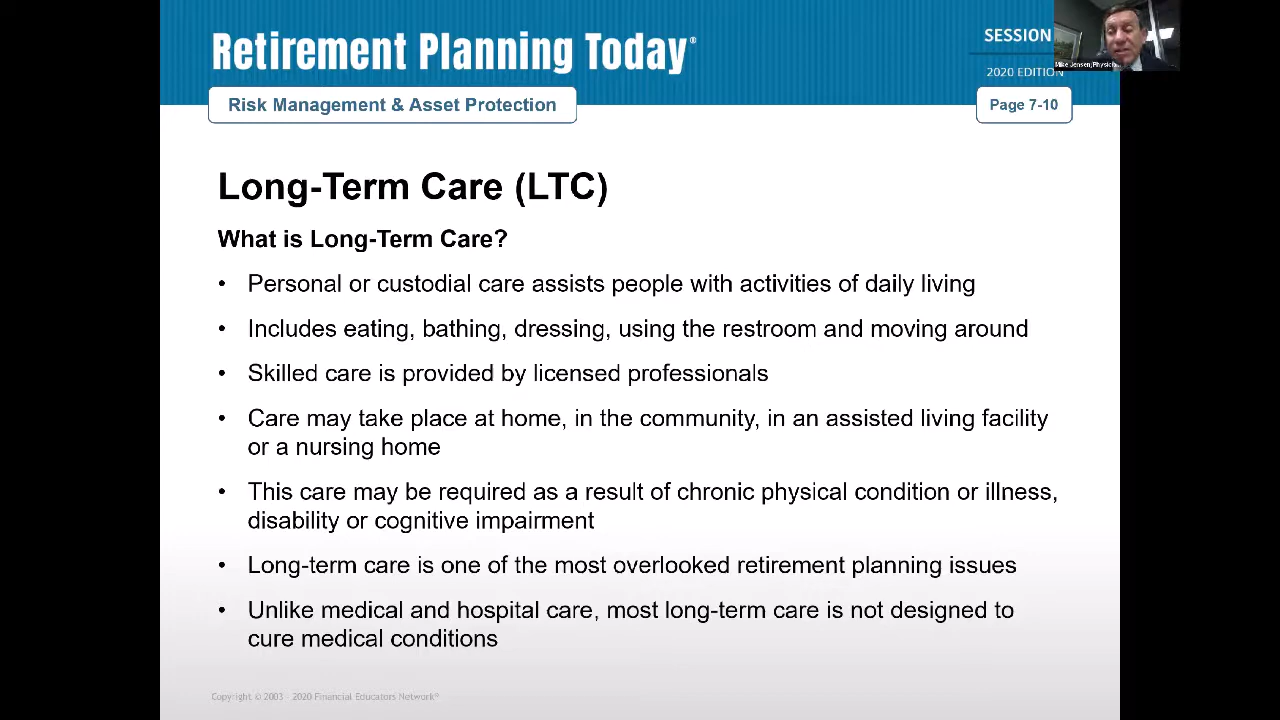 Retirement Planning Today®
SESSION
2020 EDITION
Mike Jensen, Physici...
Risk Management & Asset Protection
Page 7-10
Long-Term Care (LTC)
What is Long-Term Care?
• Personal or custodial care assists people with activities of daily living
• Includes eating, bathing, dressing, using the restroom and moving around
• Skilled care is provided by licensed professionals
• Care may take place at home, in the community, in an assisted living facility
or a nursing home
• This care may be required as a result of chronic physical condition or illness,
disability or cognitive impairment
• Long-term care is one of the most overlooked retirement planning issues
• Unlike medical and hospital care, most long-term care is not designed to
cure medical conditions
Copyright © 2003 - 2020 Financial Educators Network®